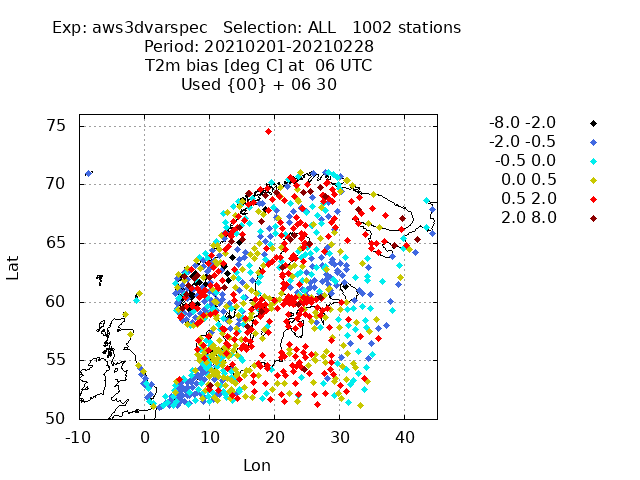 Exp: aws3dvarspec   Selection: ALL   1002 stations
Period: 20210201-20210228
T2m bias [deg C] at  06 UTC
Used {00} + 06 30
75
70
65
60
55
50
Lat
-10 0 10 20 30 40
Lon
-8.0 -2.0
-2.0 -0.5
-0.5 0.0
0.0 0.5
0.5 2.0
2.0 8.0